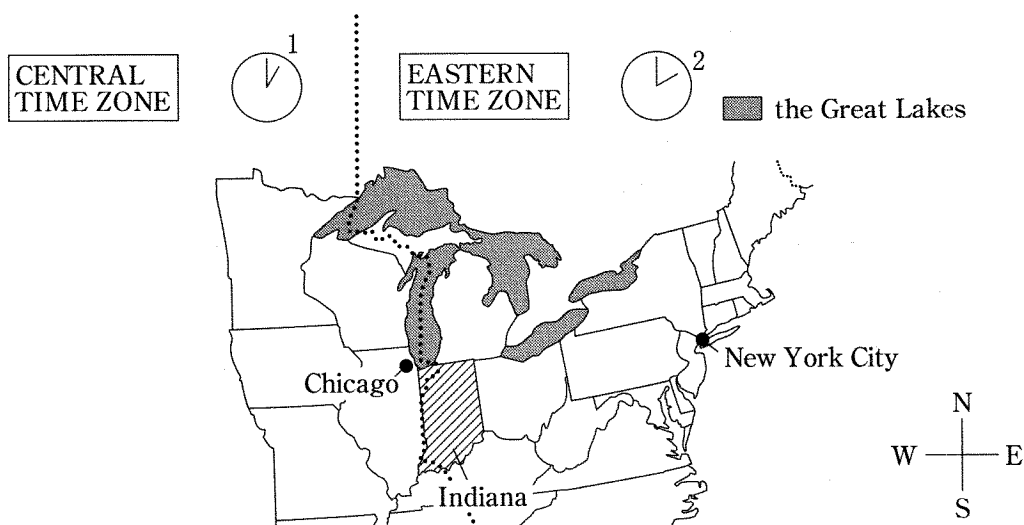 CENTRAL
TIME ZONE
1
EASTERN
TIME ZONE
2
the Great Lakes
New York City
Chicago
Indiana
N
W
E
S